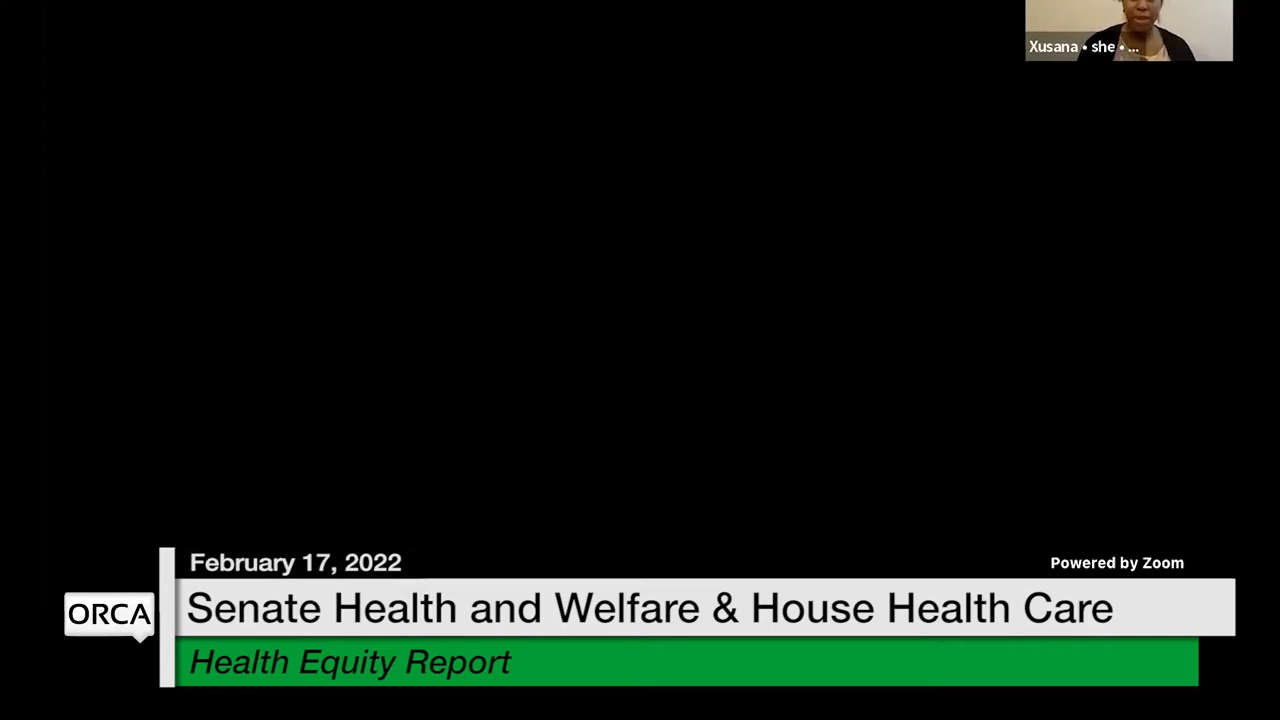 Xusana • she • ...
February 17, 2022
Powered by Zoom
ORCA
Senate Health and Welfare & House Health Care
Health Equity Report